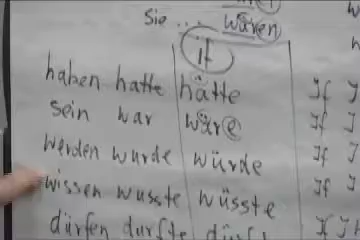 Sie ... wären
If
haben hatte hätte If I
sein war wäre If I
werden wurde würde If I
wissen wusste wüsste If I
dürfen durfte